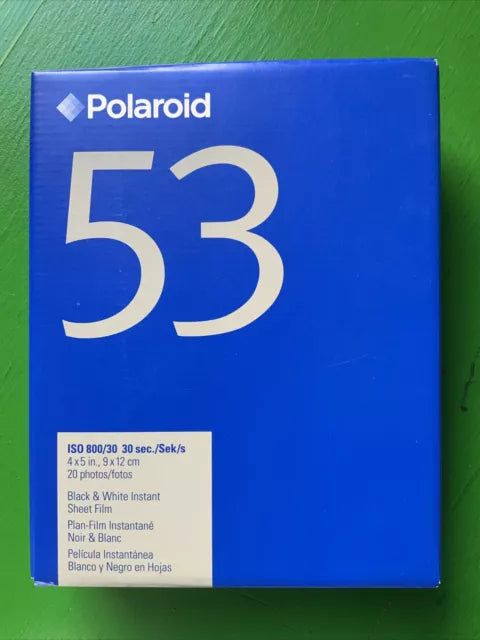 Polaroid
53
ISO 800/30 30 sec./Sek/s
4 x 5 in., 9 x 12 cm
20 photos/fotos
Black & White Instant
Sheet Film
Plan-Film Instantané
Noir & Blanc
Película Instantánea
Blanco y Negro en Hojas